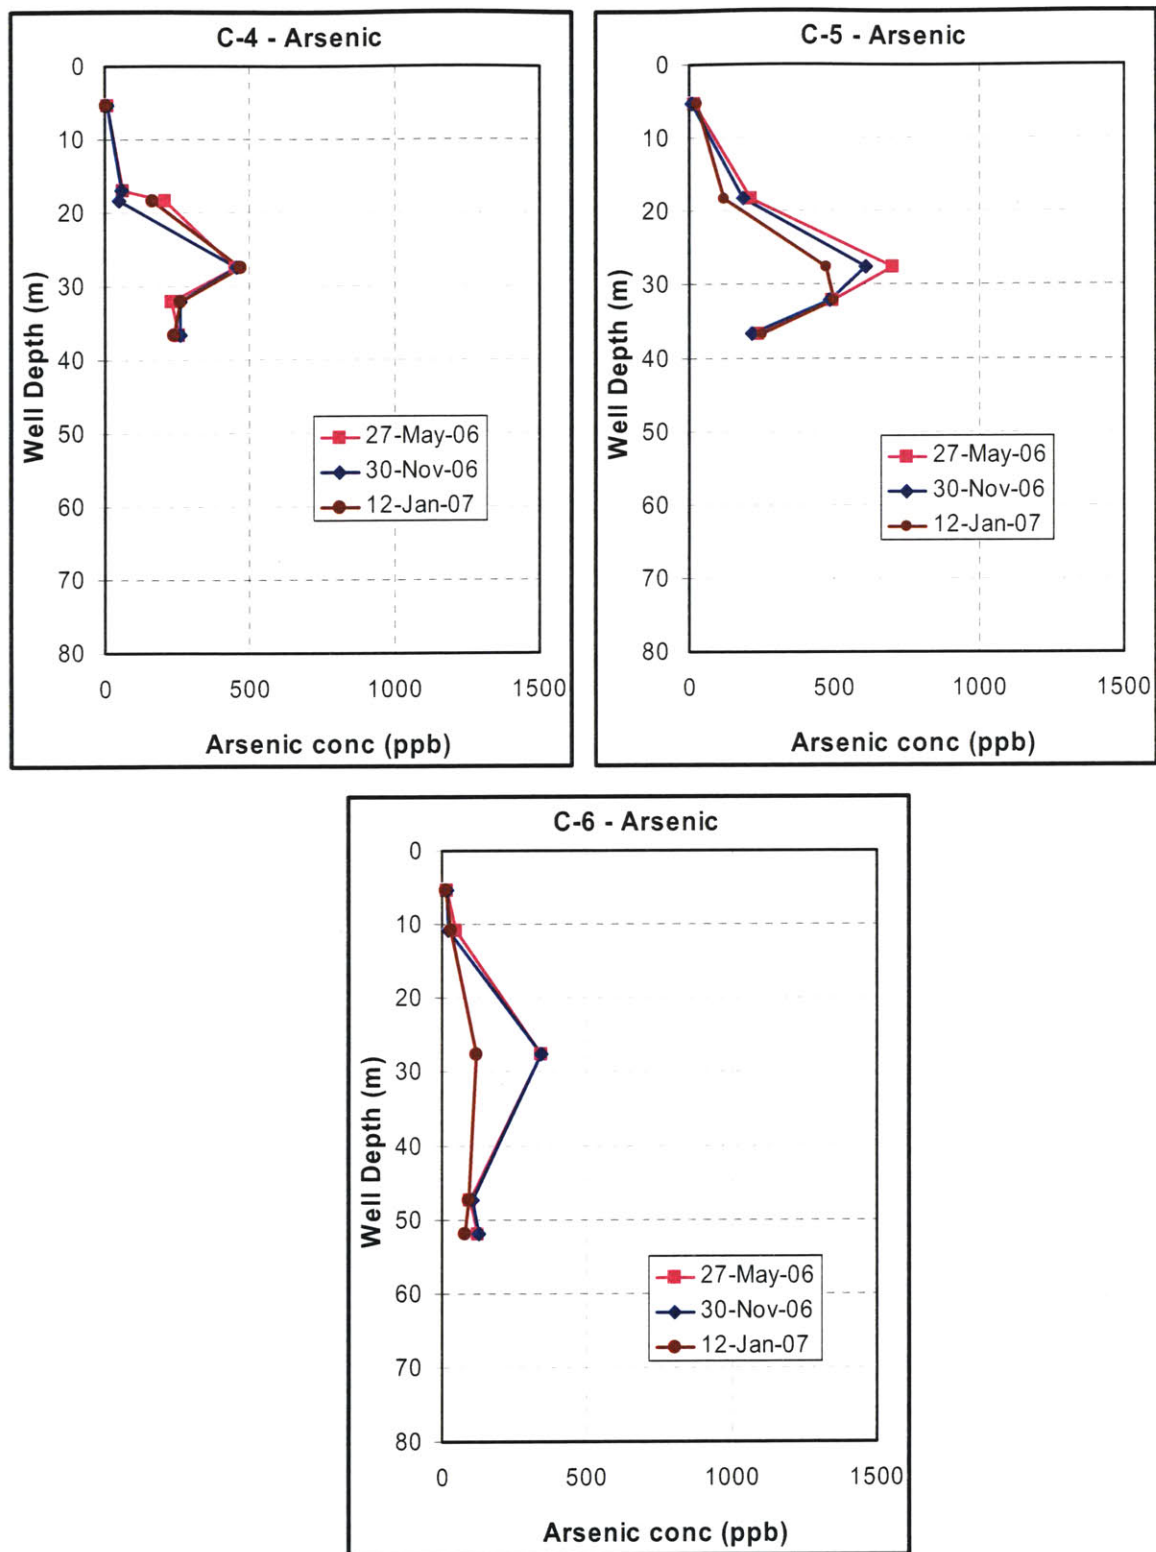 C-4 - Arsenic
0
10
20
30
40
50
60
70
80
Well Depth (m)
27-May-06
30-Nov-06
12-Jan-07
0 500 1000 1500
Arsenic conc (ppb)
C-5 - Arsenic
0
10
20
30
40
50
60
70
80
Well Depth (m)
27-May-06
30-Nov-06
12-Jan-07
0 500 1000 1500
Arsenic conc (ppb)
C-6 - Arsenic
0
10
20
30
40
50
60
70
80
Well Depth (m)
27-May-06
30-Nov-06
12-Jan-07
0 500 1000 1500
Arsenic conc (ppb)